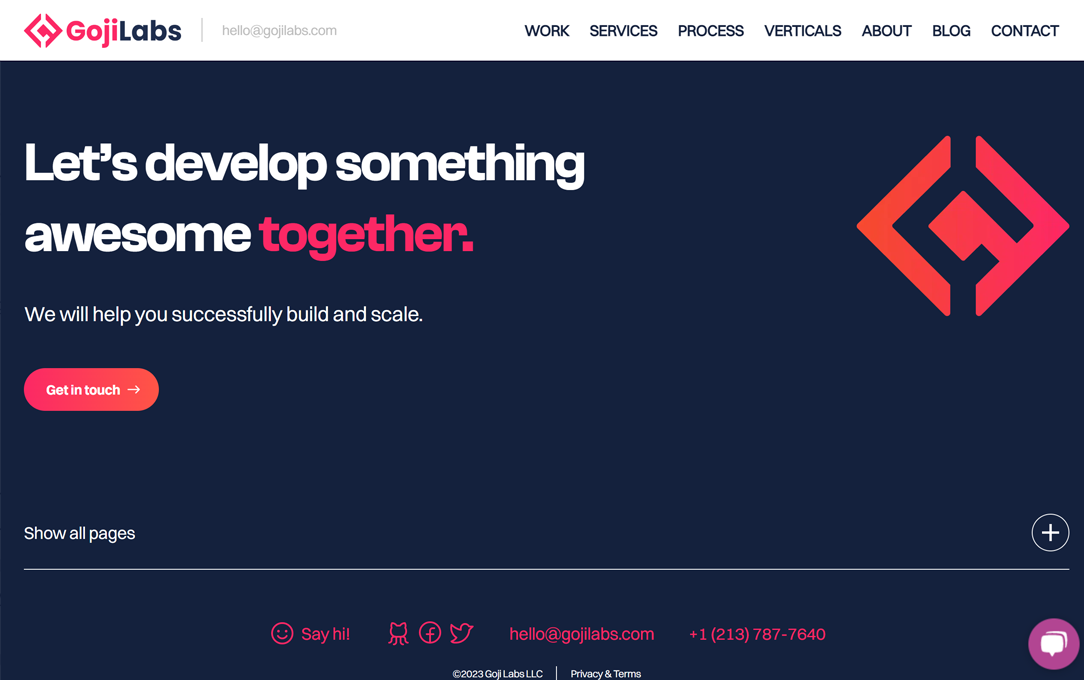 GojiLabs
hello@gojilabs.com
WORK SERVICES PROCESS VERTICALS ABOUT BLOG CONTACT
Let’s develop something
awesome together.
We will help you successfully build and scale.
Get in touch →
Show all pages
Say hi! hello@gojilabs.com +1 (213) 787-7640
©2023 Goji Labs LLC | Privacy & Terms